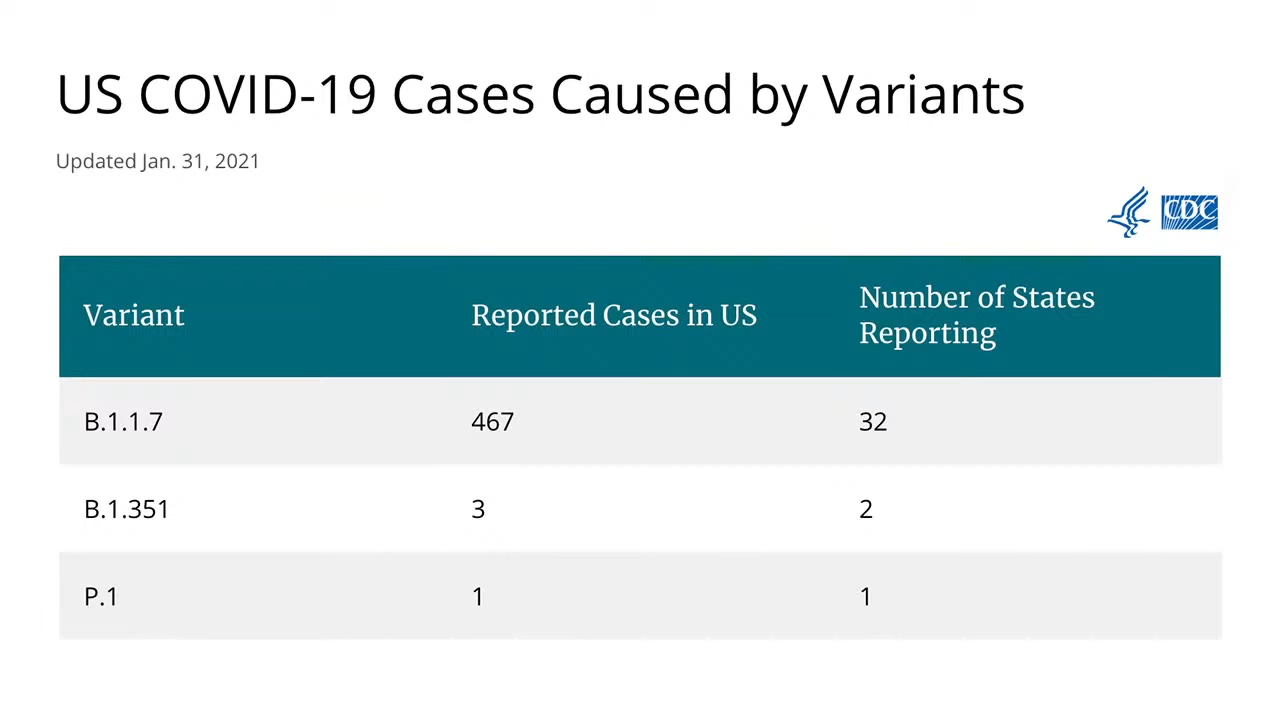 US COVID-19 Cases Caused by Variants
Updated Jan. 31, 2021
CDC
Variant
Reported Cases in US
Number of States
Reporting
B.1.1.7
467
32
B.1.351
3
2
P.1
1
1